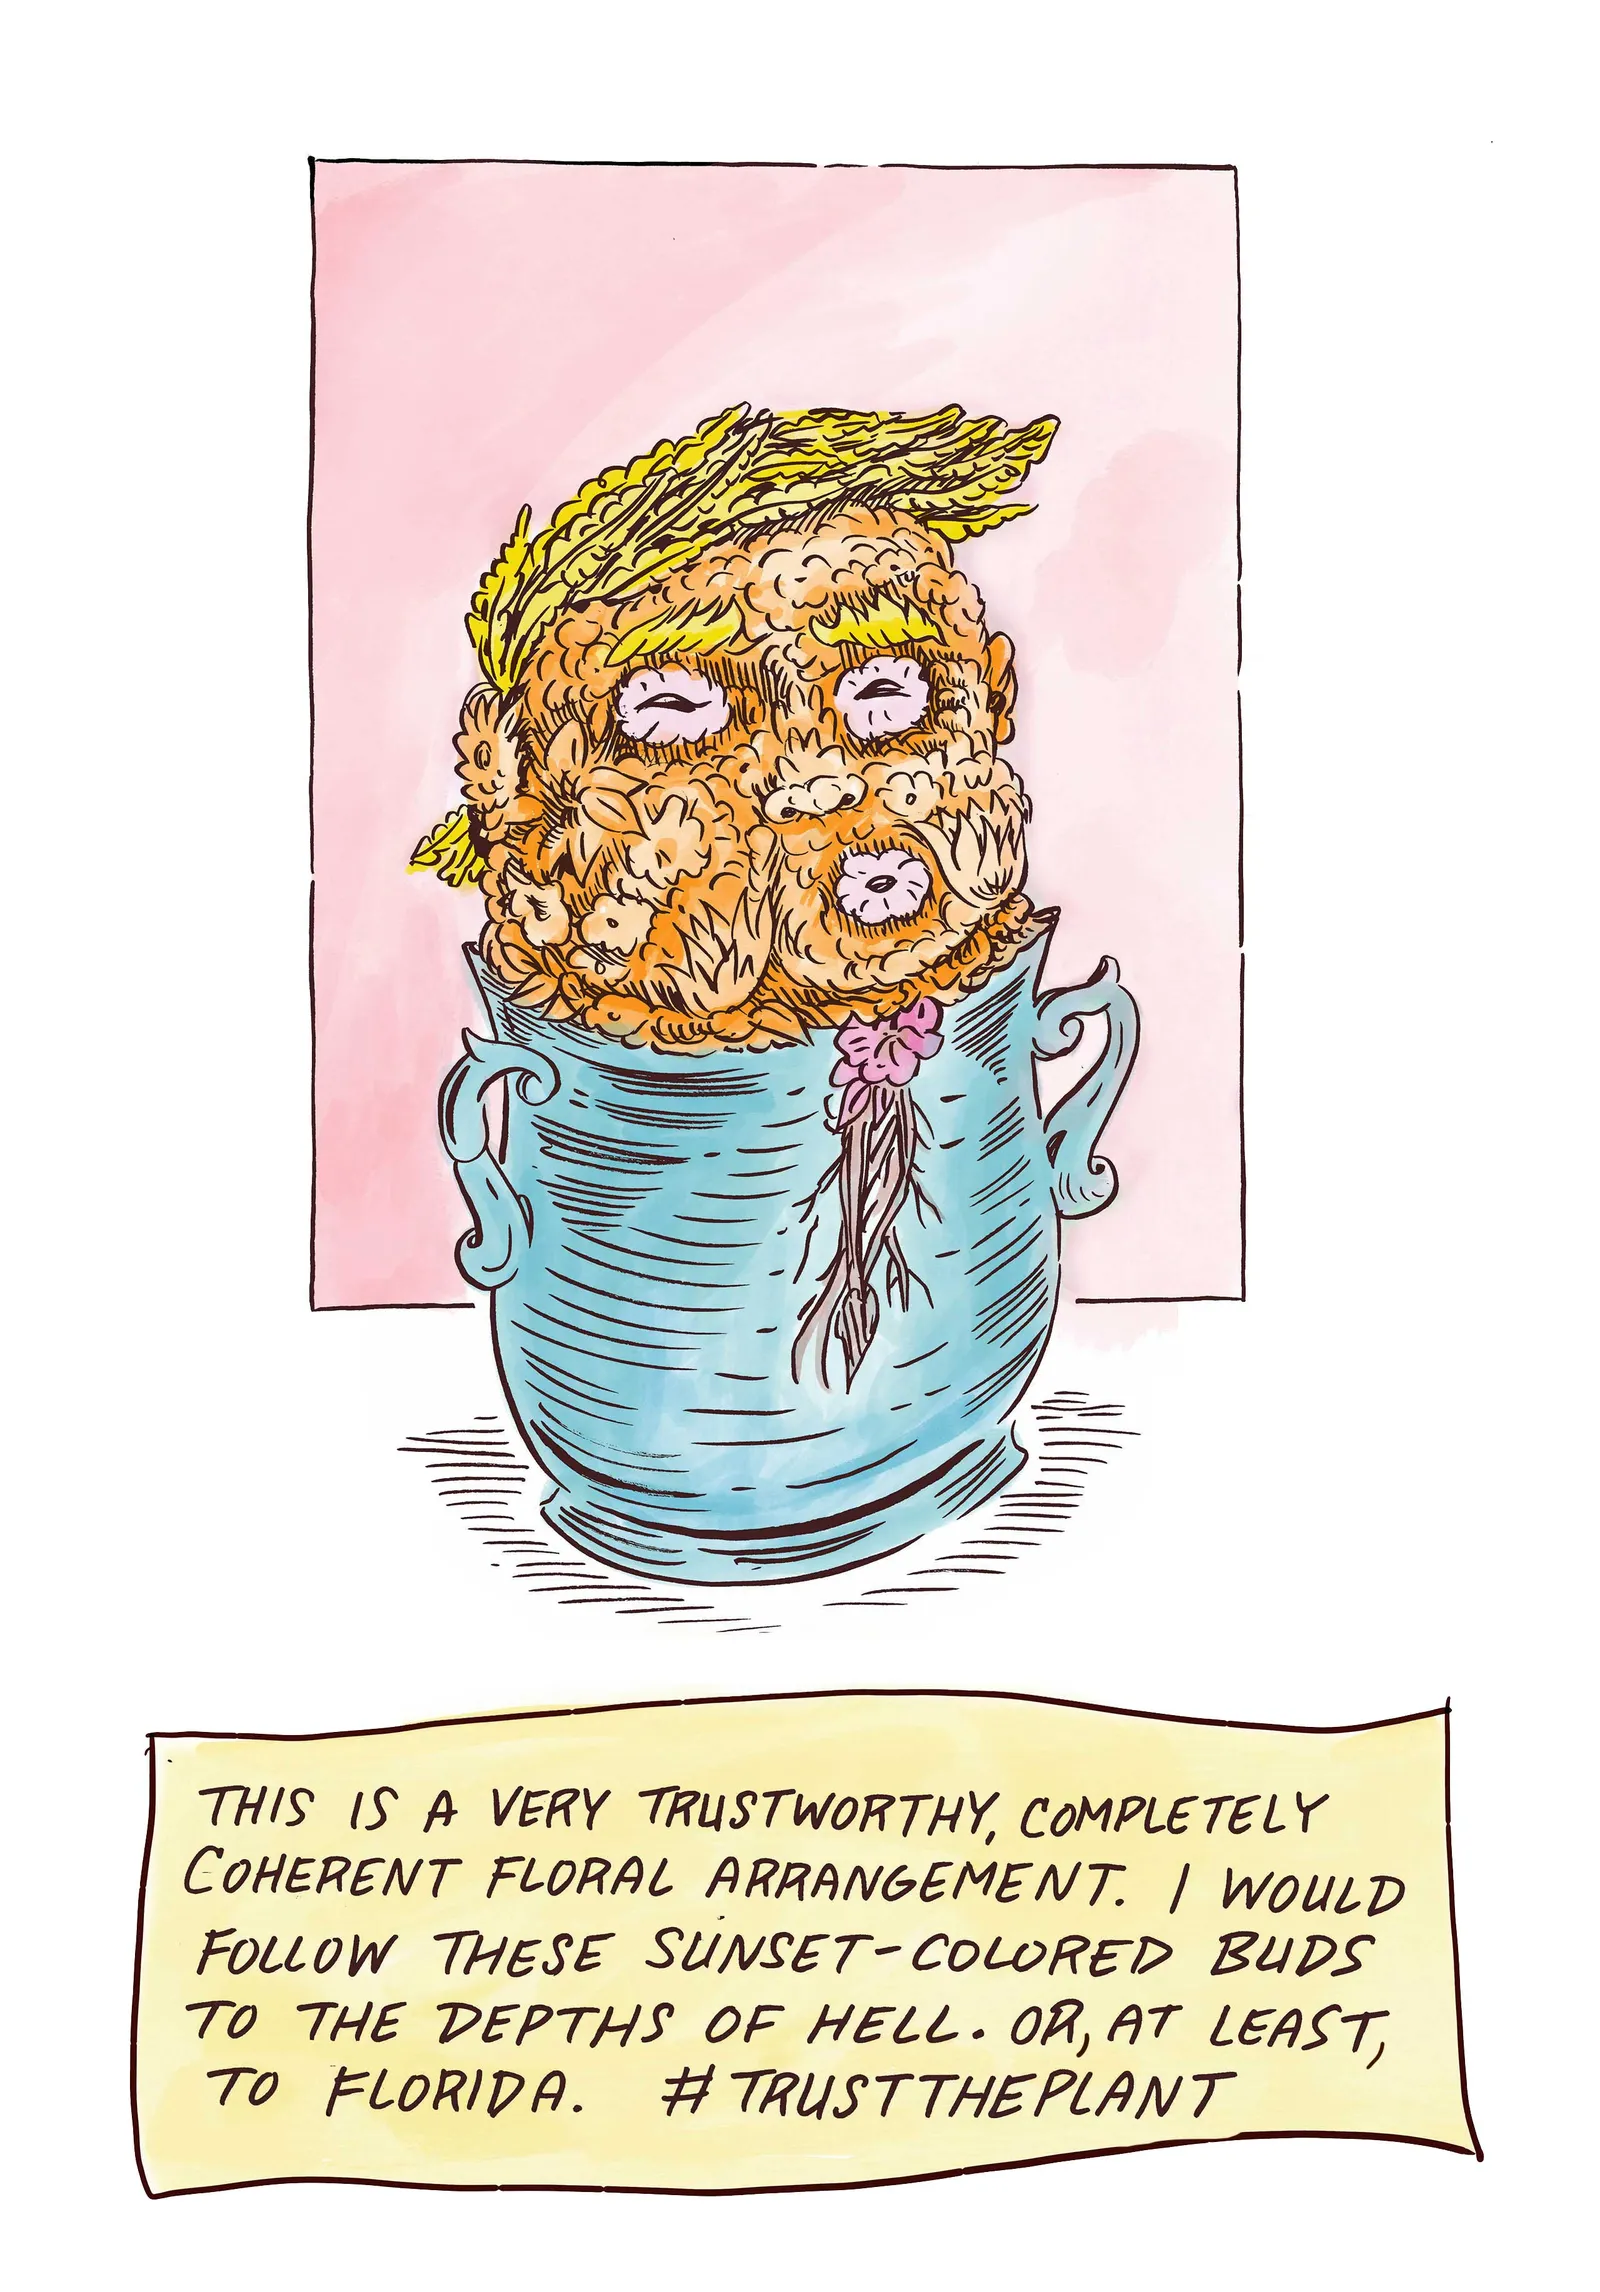 THIS IS A VERY TRUSTWORTHY, COMPLETELY
COHERENT FLORAL ARRANGEMENT. I WOULD
FOLLOW THESE SUNSET-COLORED BUDS
TO THE DEPTHS OF HELL. OR, AT LEAST,
TO FLORIDA. #TRUSTTHEPLANT